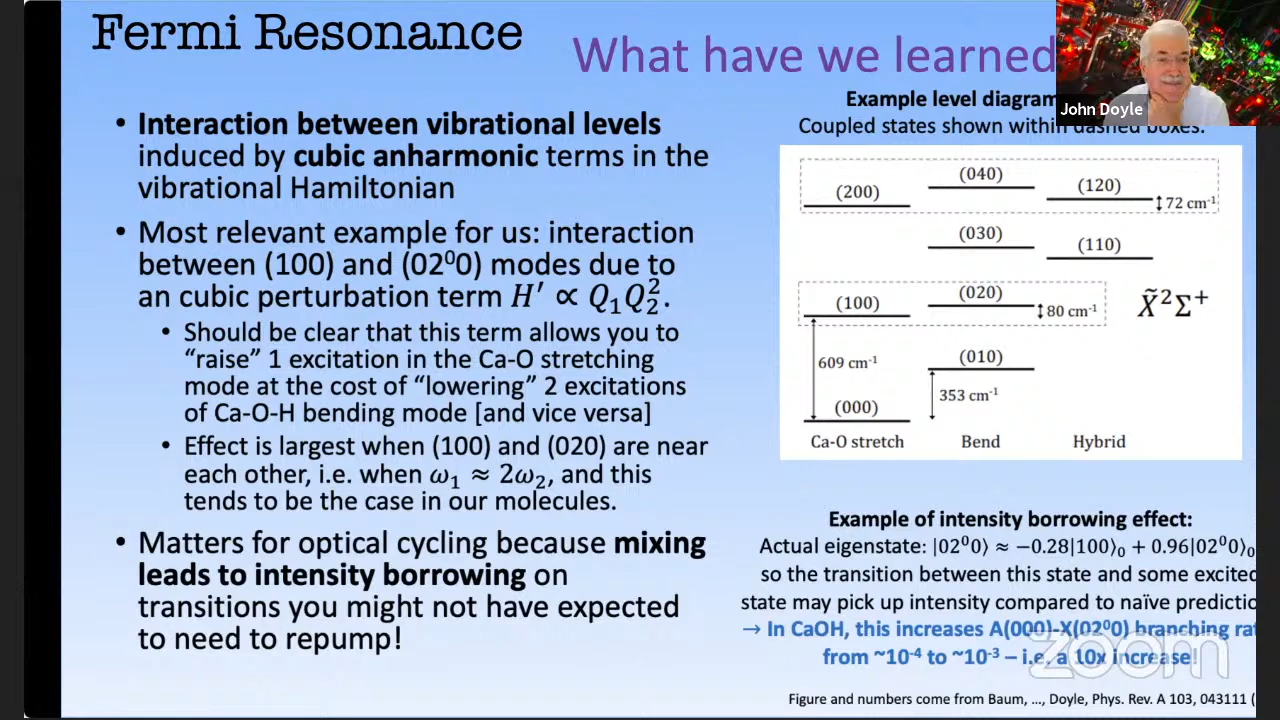 Fermi Resonance
What have we learned
John Doyle
• Interaction between vibrational levels
induced by cubic anharmonic terms in the
vibrational Hamiltonian
• Most relevant example for us: interaction
between (100) and (02⁰0) modes due to
an cubic perturbation term H′ ∝ Q₁Q₂².
• Should be clear that this term allows you to
“raise” 1 excitation in the Ca-O stretching
mode at the cost of “lowering” 2 excitations
of Ca-O-H bending mode [and vice versa]
• Effect is largest when (100) and (020) are near
each other, i.e. when ω₁ ≈ 2ω₂, and this
tends to be the case in our molecules.
• Matters for optical cycling because mixing
leads to intensity borrowing on
transitions you might not have expected
to need to repump!
Example level diagram
Coupled states shown within dashed boxes.
(200) (040) (120)
72 cm⁻¹
(030) (110)
(100) (020)
80 cm⁻¹
X̃²Σ⁺
609 cm⁻¹
(010)
353 cm⁻¹
(000)
Ca-O stretch Bend Hybrid
Example of intensity borrowing effect:
Actual eigenstate: |02⁰0⟩ ≈ −0.28|100⟩₀ + 0.96|02⁰0⟩₀
so the transition between this state and some excited
state may pick up intensity compared to naïve predictio
→ In CaOH, this increases A(000)-X(02⁰0) branching rat
from ~10⁻⁴ to ~10⁻³ – i.e. a 10x increase!
zoom
Figure and numbers come from Baum, …, Doyle, Phys. Rev. A 103, 043111 (